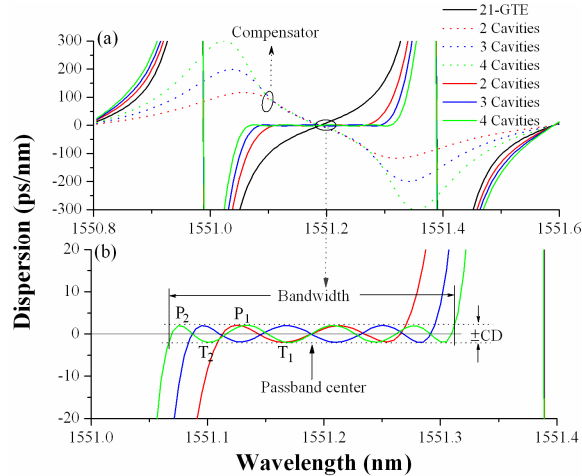 21-GTE
2 Cavities
3 Cavities
4 Cavities
2 Cavities
3 Cavities
4 Cavities
(a)
Compensator
300
200
100
0
-100
-200
-300
1550.8
1551.0
1551.2
1551.4
1551.6
Dispersion (ps/nm)
(b)
20
10
0
-10
-20
Bandwidth
P2
P1
T2
T1
±CD
Passband center
1551.0
1551.1
1551.2
1551.3
1551.4
Wavelength (nm)